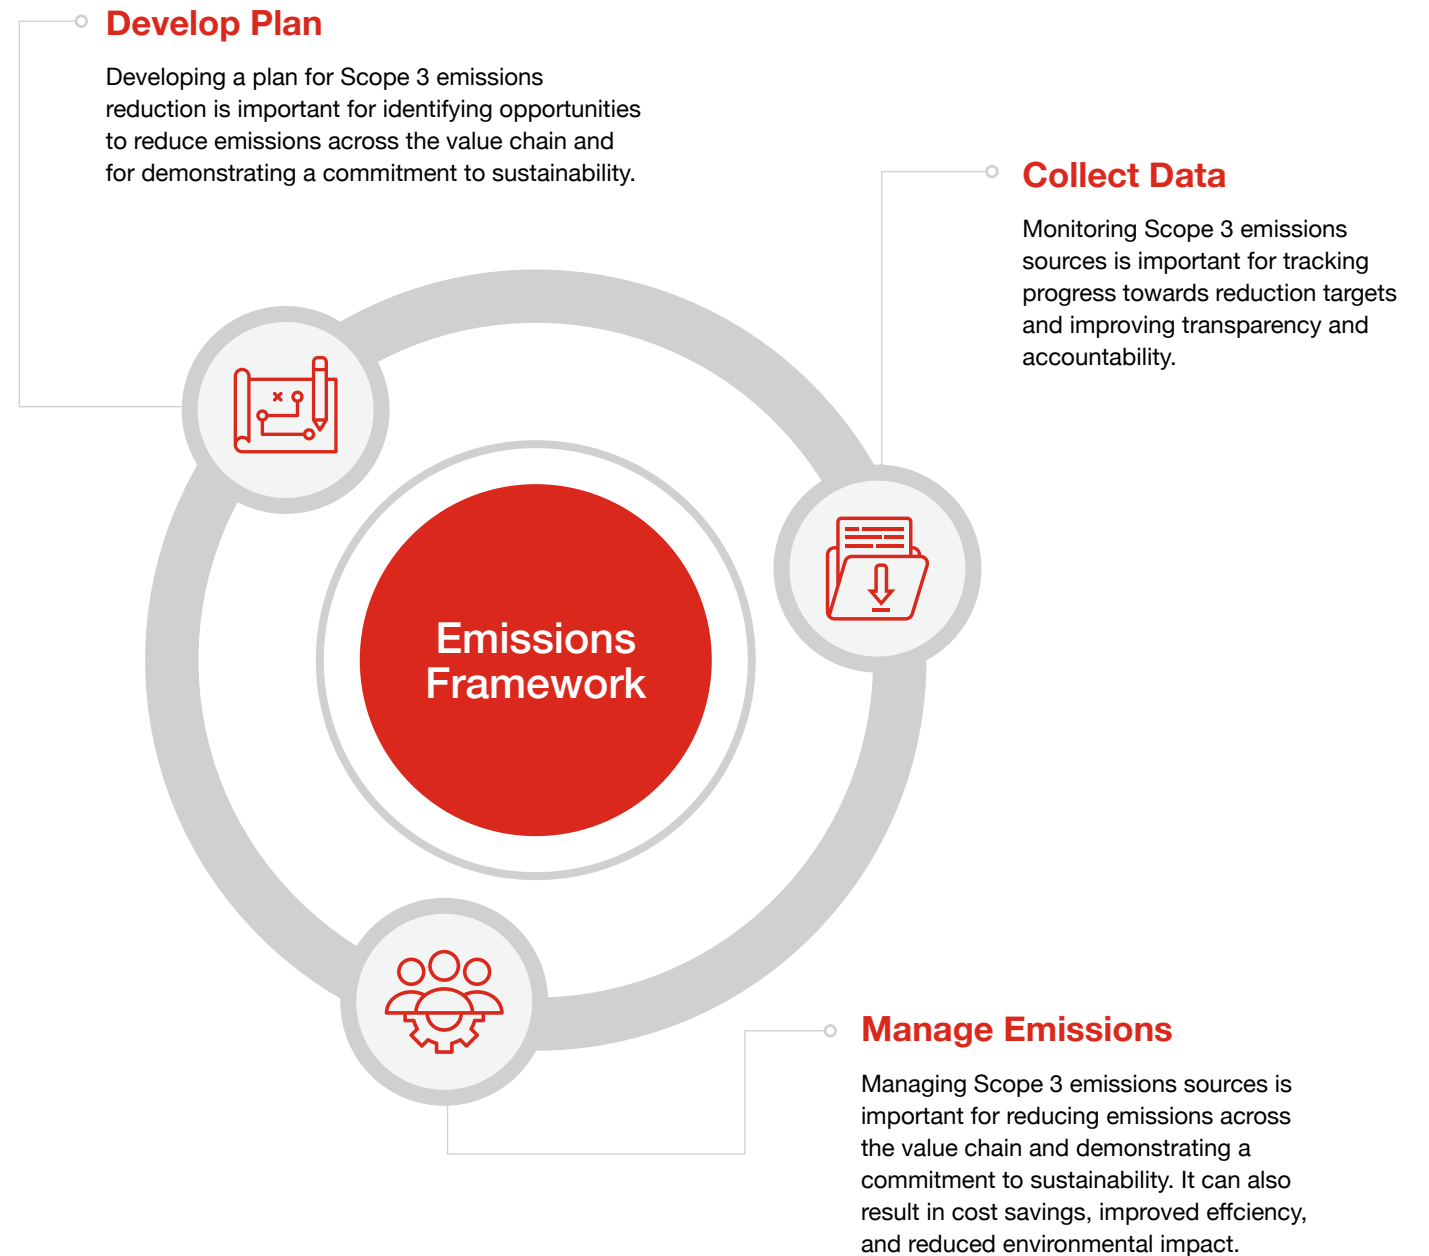 Develop Plan
Developing a plan for Scope 3 emissions
reduction is important for identifying opportunities
to reduce emissions across the value chain and
for demonstrating a commitment to sustainability.
Collect Data
Monitoring Scope 3 emissions
sources is important for tracking
progress towards reduction targets
and improving transparency and
accountability.
Emissions
Framework
Manage Emissions
Managing Scope 3 emissions sources is
important for reducing emissions across
the value chain and demonstrating a
commitment to sustainability. It can also
result in cost savings, improved effciency,
and reduced environmental impact.